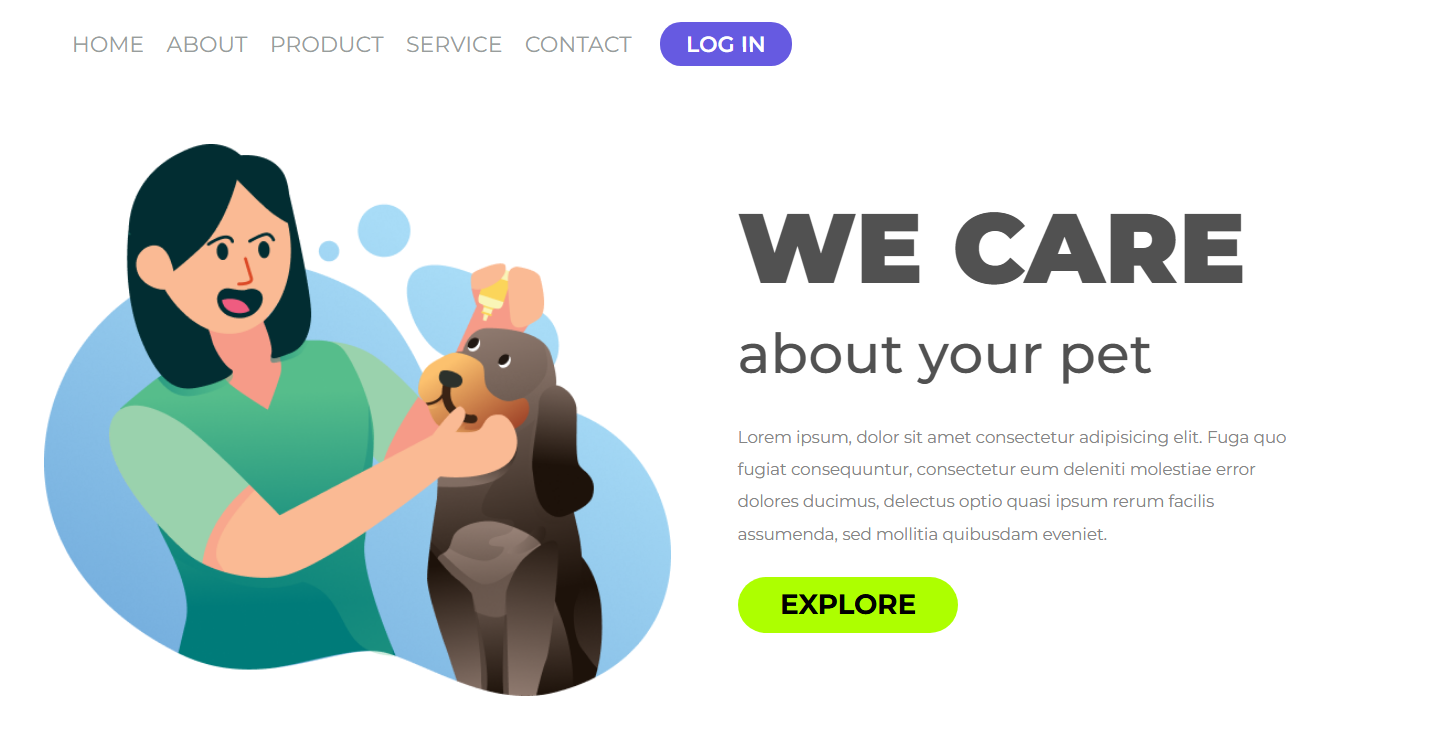 HOME ABOUT PRODUCT SERVICE CONTACT LOG IN
WE CARE
about your pet
Lorem ipsum, dolor sit amet consectetur adipisicing elit. Fuga quo
fugiat consequuntur, consectetur eum deleniti molestiae error
dolores ducimus, delectus optio quasi ipsum rerum facilis
assumenda, sed mollitia quibusdam eveniet.
EXPLORE